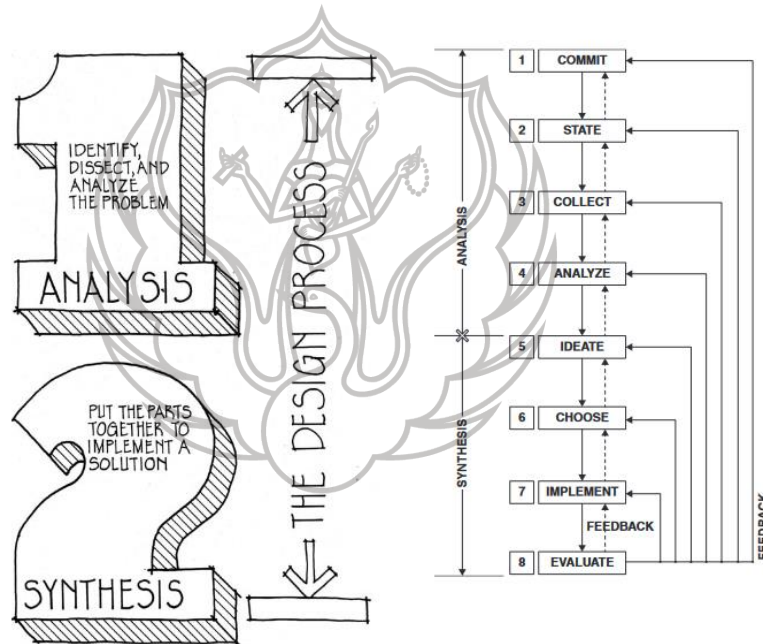 IDENTIFY,
DISSECT, AND
ANALYZE
THE PROBLEM
ANALYSIS
PUT THE PARTS
TOGETHER TO
IMPLEMENT A
SOLUTION
SYNTHESIS
THE DESIGN PROCESS
ANALYSIS
SYNTHESIS
1 COMMIT
2 STATE
3 COLLECT
4 ANALYZE
5 IDEATE
6 CHOOSE
7 IMPLEMENT
FEEDBACK
8 EVALUATE
FEEDBACK